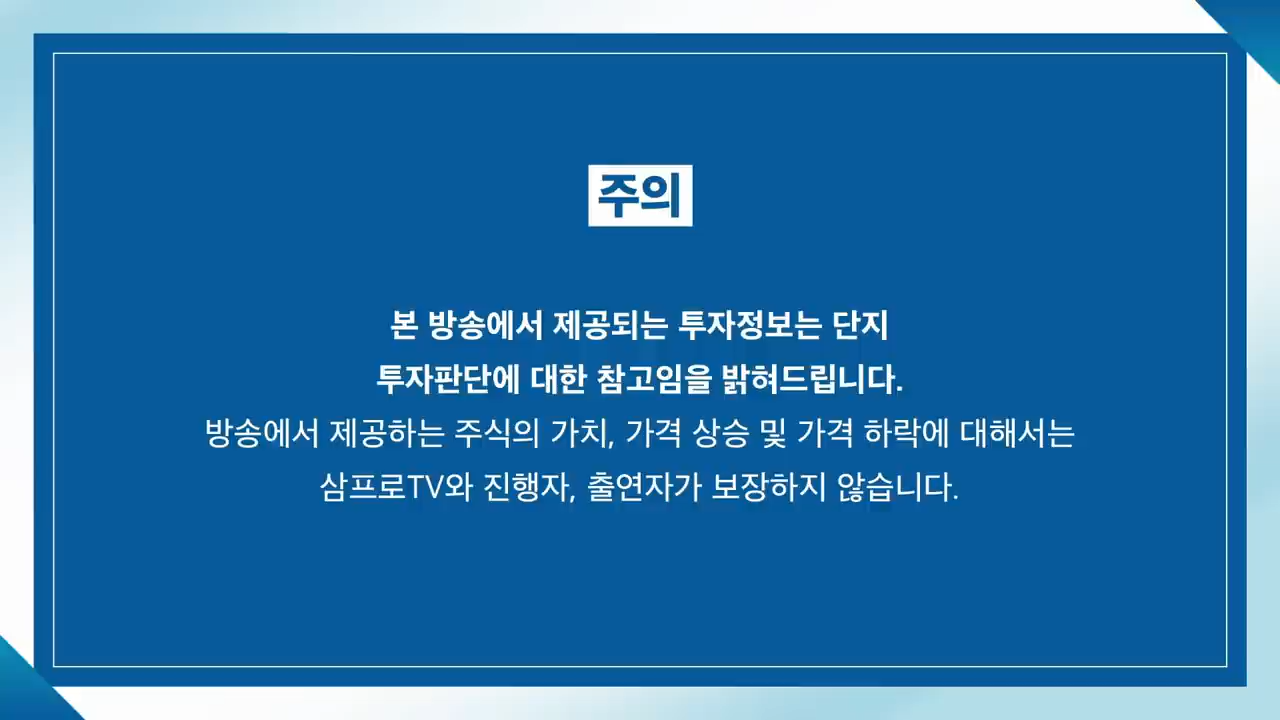 주의
본 방송에서 제공되는 투자정보는 단지
투자판단에 대한 참고임을 밝혀드립니다.
방송에서 제공하는 주식의 가치, 가격 상승 및 가격 하락에 대해서는
삼프로TV와 진행자, 출연자가 보장하지 않습니다.